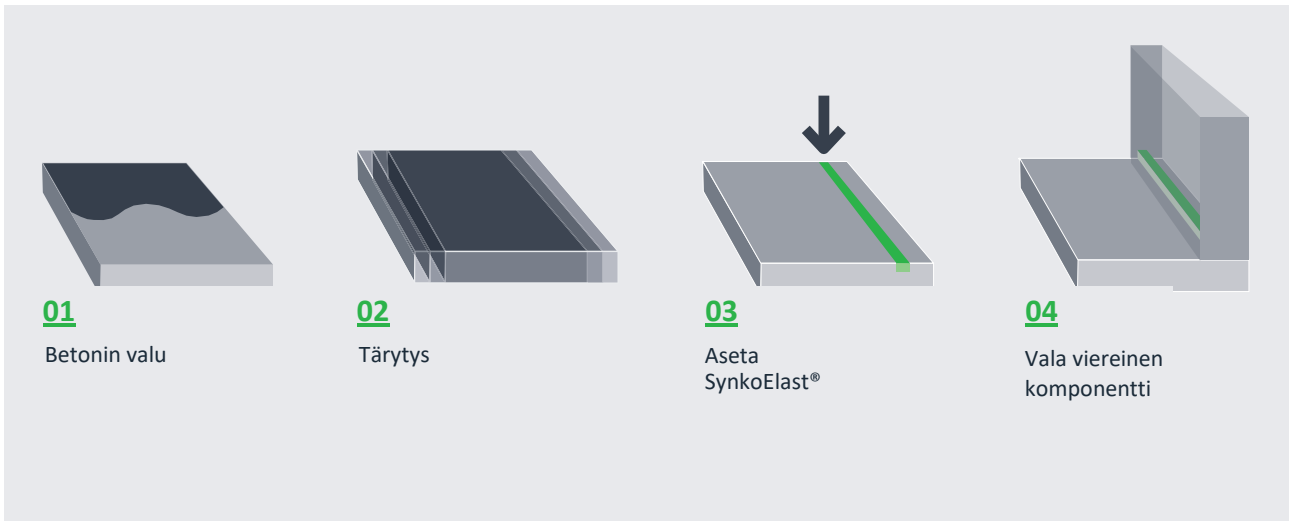 01
Betonin valu
02
Tärytys
03
Aseta
SynkoElast®
04
Vala viereinen
komponentti